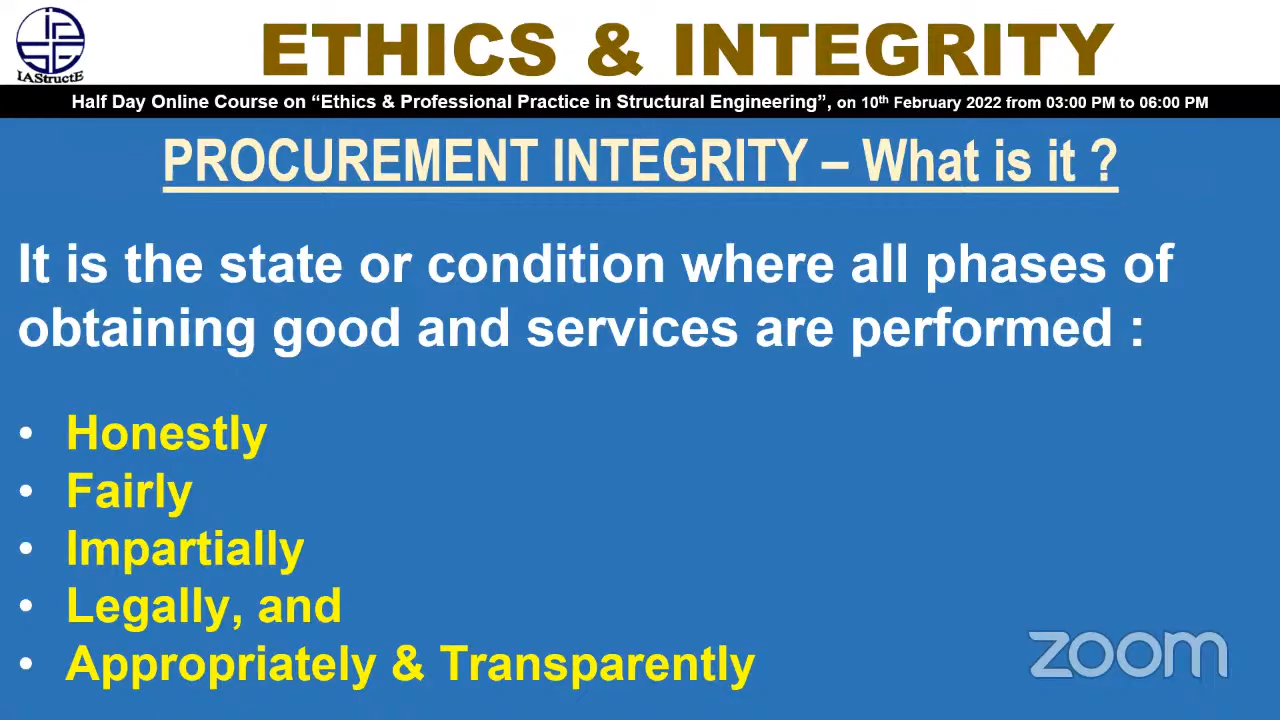 IAStructE
ETHICS & INTEGRITY
Half Day Online Course on “Ethics & Professional Practice in Structural Engineering”, on 10th February 2022 from 03:00 PM to 06:00 PM
PROCUREMENT INTEGRITY – What is it ?
It is the state or condition where all phases of
obtaining good and services are performed :
• Honestly
• Fairly
• Impartially
• Legally, and
• Appropriately & Transparently
zoom